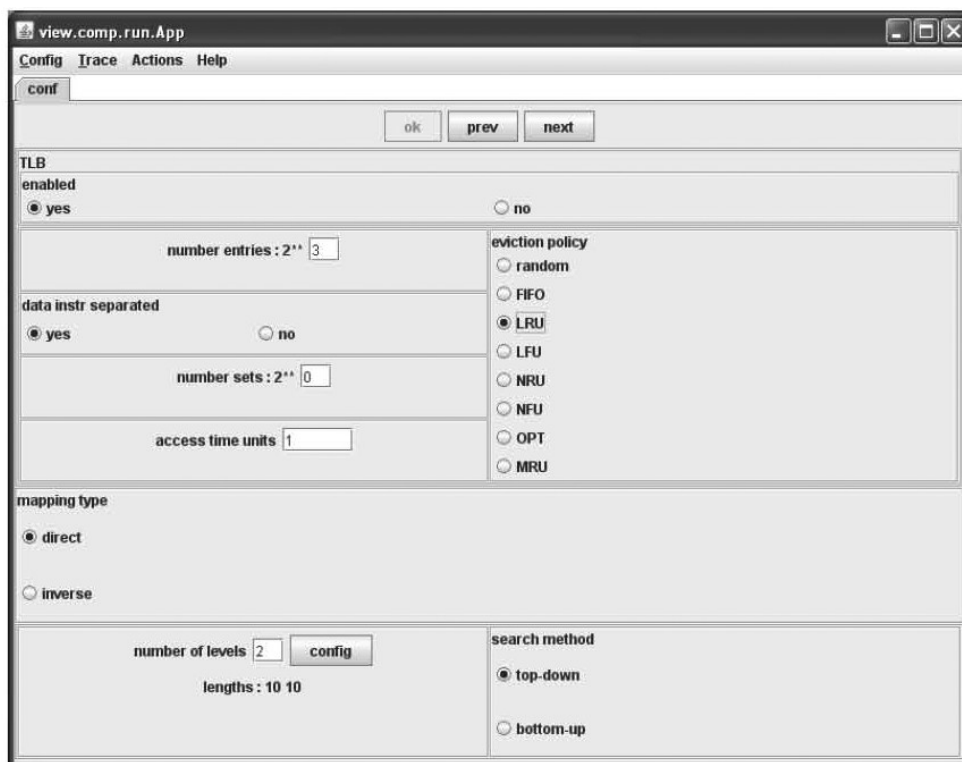 view.comp.run.App
Config Trace Actions Help
conf
ok prev next
TLB
enabled
yes no
number entries : 2** 3
data instr separated
yes no
number sets : 2** 0
access time units 1
eviction policy
random
FIFO
LRU
LFU
NRU
NFU
OPT
MRU
mapping type
direct
inverse
number of levels 2 config
lengths : 10 10
search method
top-down
bottom-up